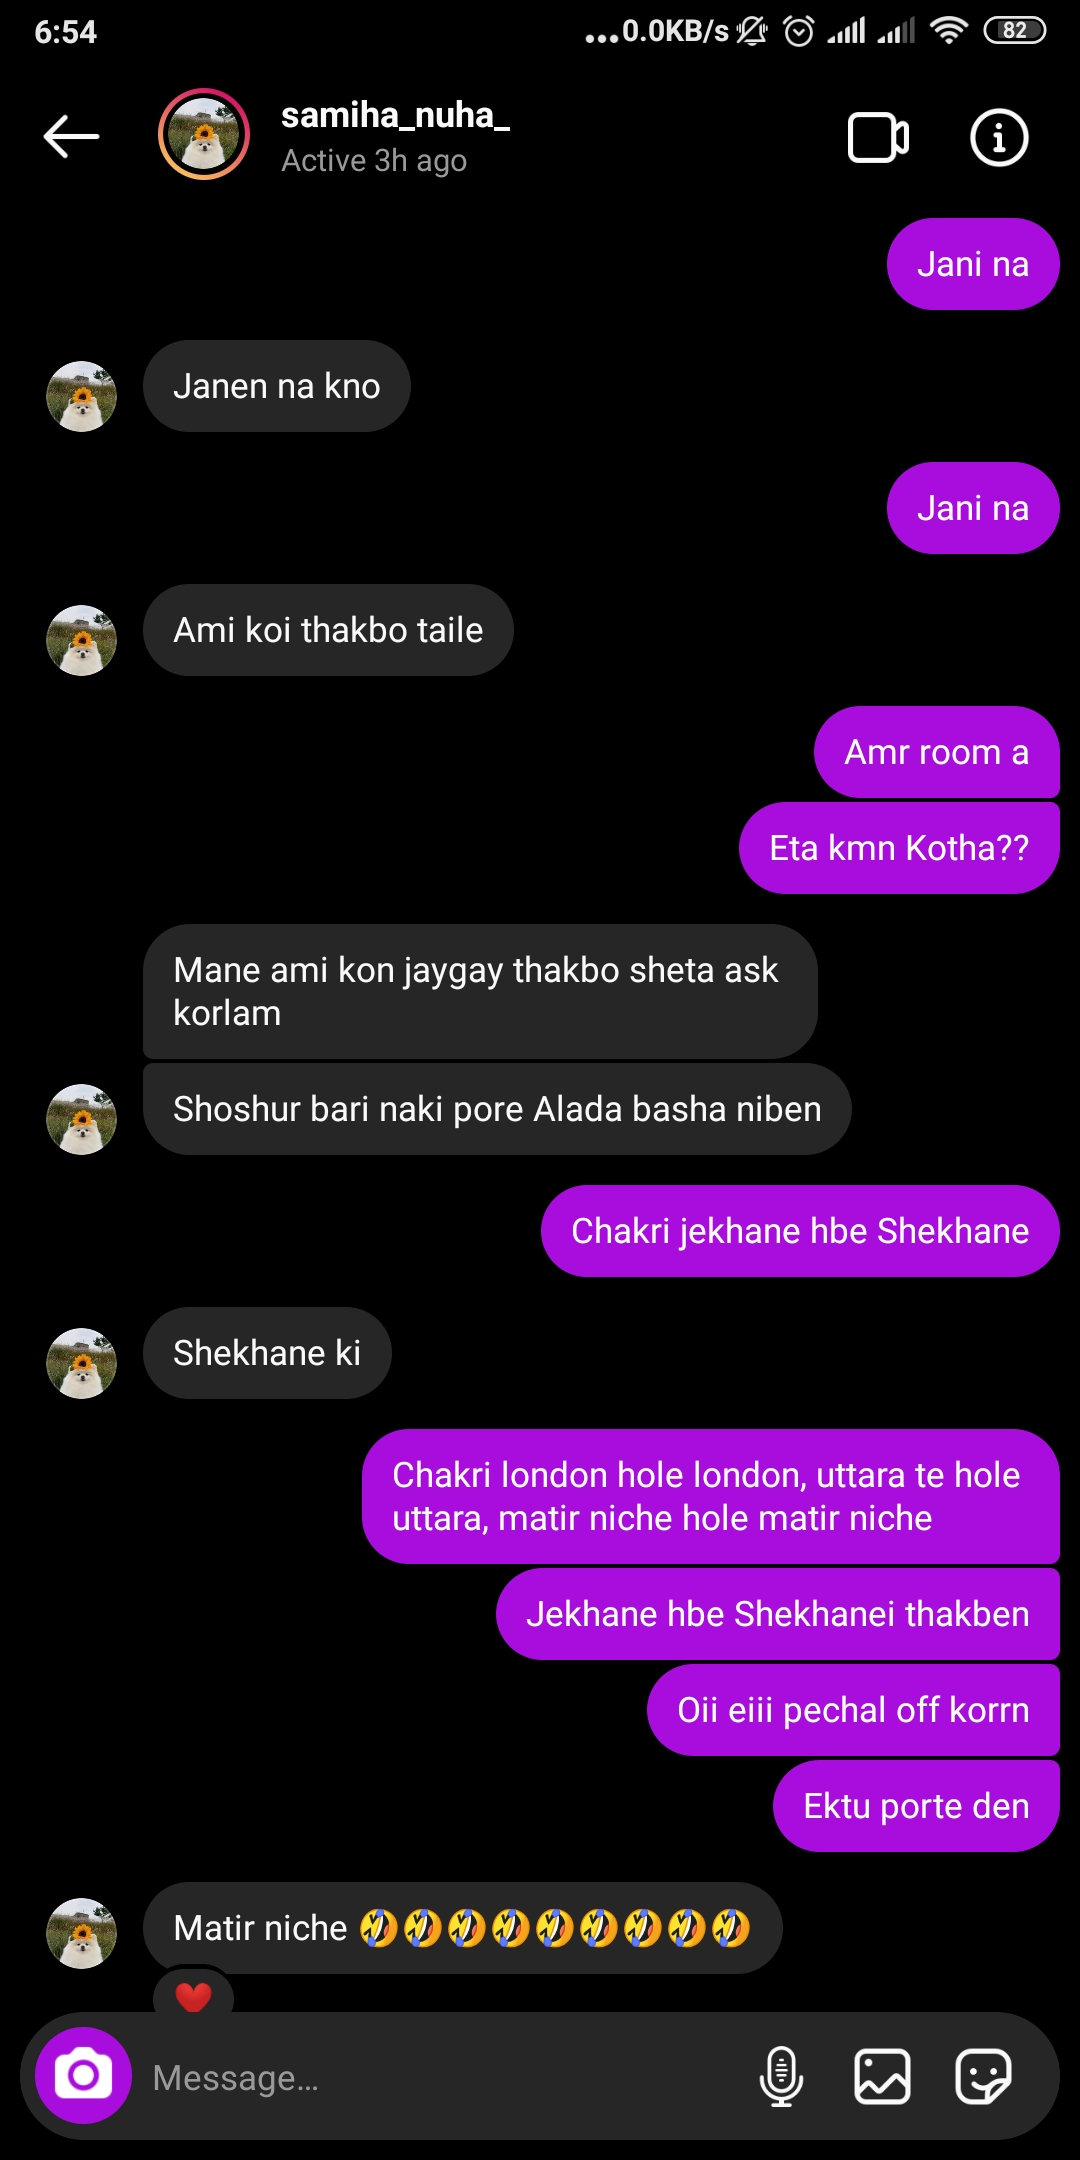 6:54
...0.0KB/s
82
samiha_nuha_
Active 3h ago
Jani na
Janen na kno
Jani na
Ami koi thakbo taile
Amr room a
Eta kmn Kotha??
Mane ami kon jaygay thakbo sheta ask
korlam
Shoshur bari naki pore Alada basha niben
Chakri jekhane hbe Shekhane
Shekhane ki
Chakri london hole london, uttara te hole
uttara, matir niche hole matir niche
Jekhane hbe Shekhanei thakben
Oii eiii pechal off korrn
Ektu porte den
Matir niche 🤣🤣🤣🤣🤣🤣🤣🤣🤣
❤️
Message...